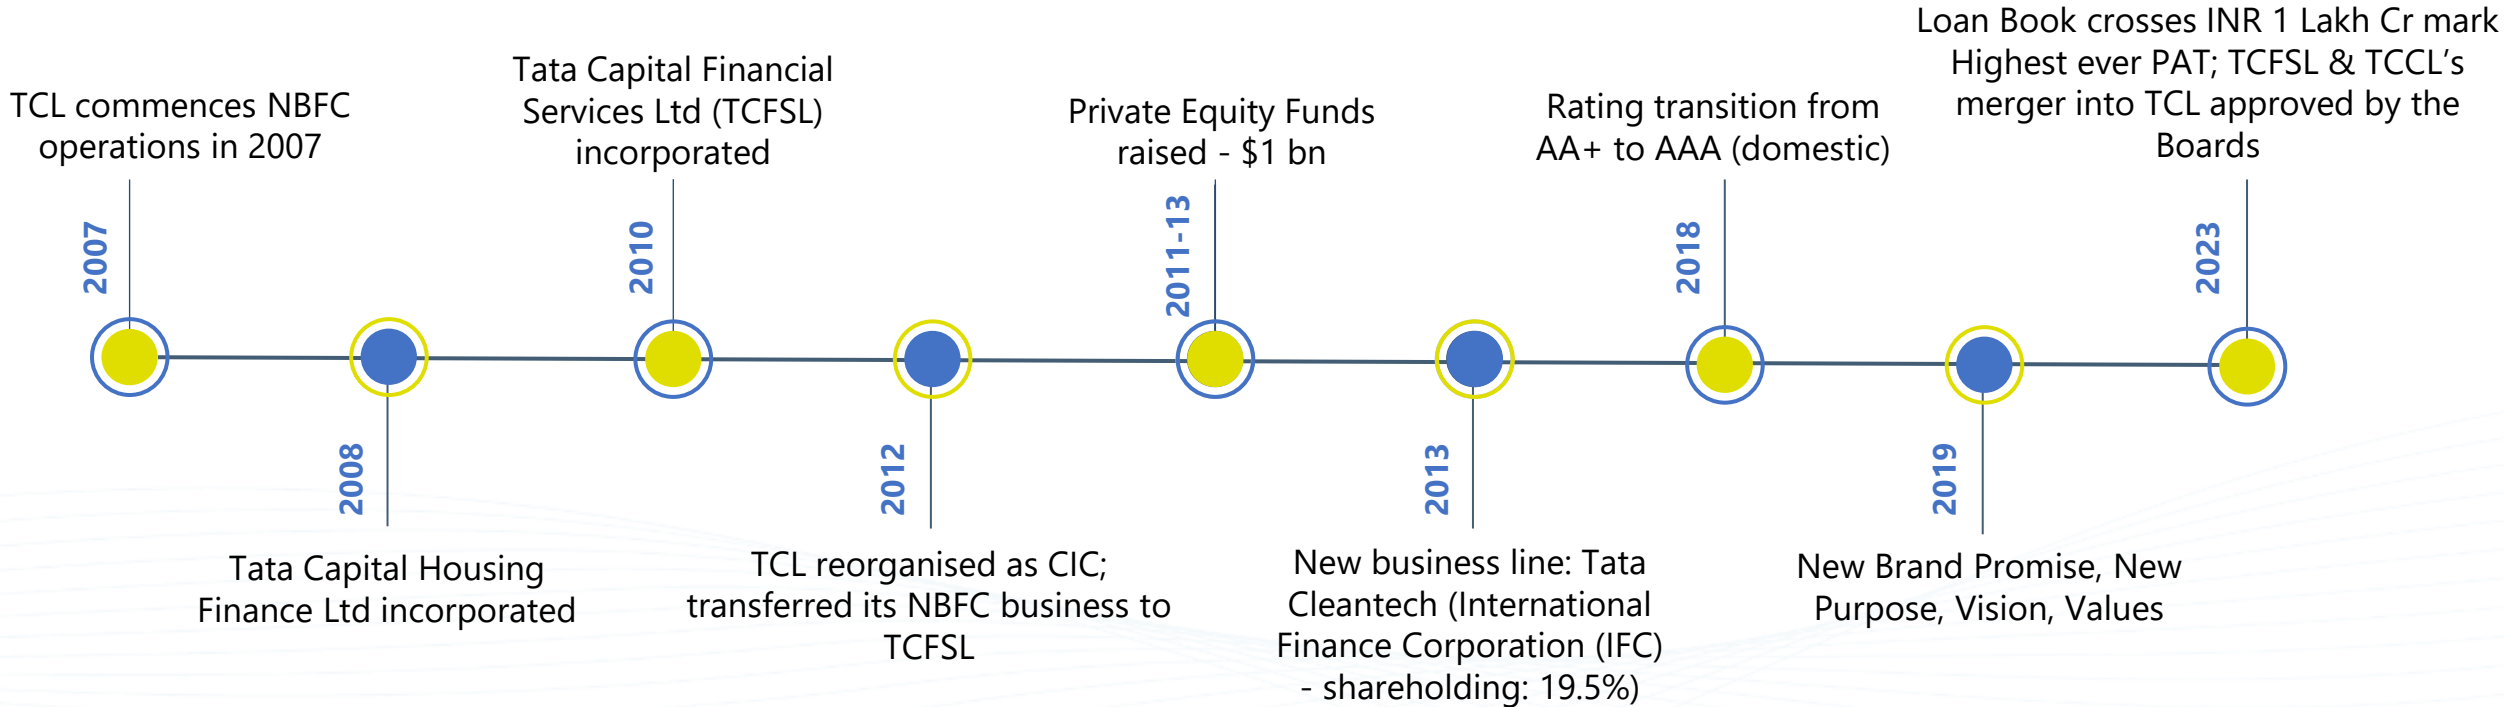 TCL commences NBFC
operations in 2007
2007
2008
Tata Capital Housing
Finance Ltd incorporated
Tata Capital Financial
Services Ltd (TCFSL)
incorporated
2010
2012
TCL reorganised as CIC;
transferred its NBFC business to
TCFSL
Private Equity Funds
raised - $1 bn
2011-13
2013
New business line: Tata
Cleantech (International
Finance Corporation (IFC)
- shareholding: 19.5%)
Rating transition from
AA+ to AAA (domestic)
2018
2019
New Brand Promise, New
Purpose, Vision, Values
Loan Book crosses INR 1 Lakh Cr mark
Highest ever PAT; TCFSL & TCCL’s
merger into TCL approved by the
Boards
2023